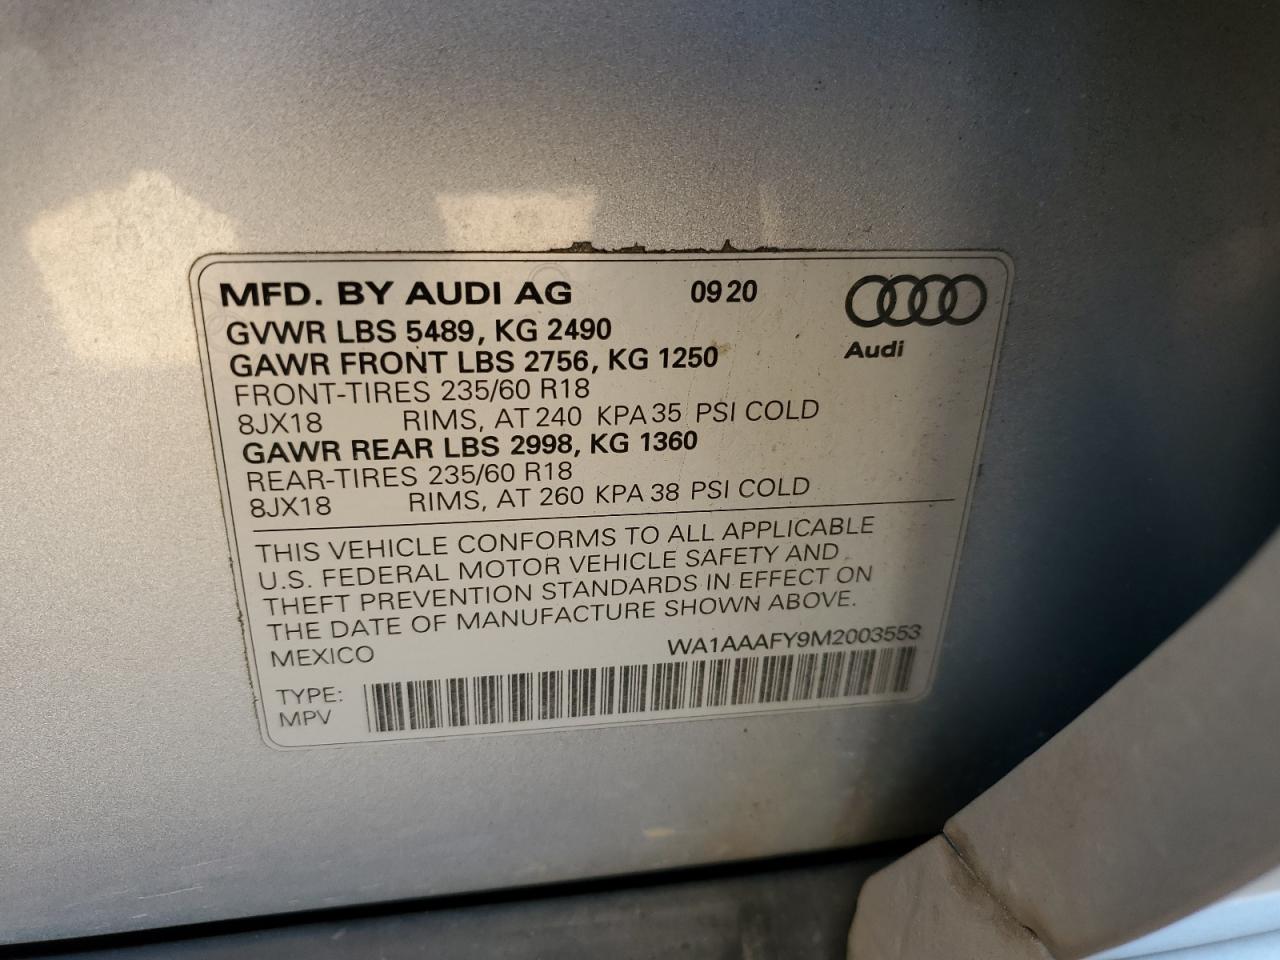 MFD. BY AUDI AG 09 20
GVWR LBS 5489, KG 2490
GAWR FRONT LBS 2756, KG 1250
Audi
FRONT-TIRES 235/60 R18
8JX18 RIMS, AT 240 KPA 35 PSI COLD
GAWR REAR LBS 2998, KG 1360
REAR-TIRES 235/60 R18
8JX18 RIMS, AT 260 KPA 38 PSI COLD
THIS VEHICLE CONFORMS TO ALL APPLICABLE
U.S. FEDERAL MOTOR VEHICLE SAFETY AND
THEFT PREVENTION STANDARDS IN EFFECT ON
THE DATE OF MANUFACTURE SHOWN ABOVE.
MEXICO WA1AAAFY9M2003553
TYPE:
MPV